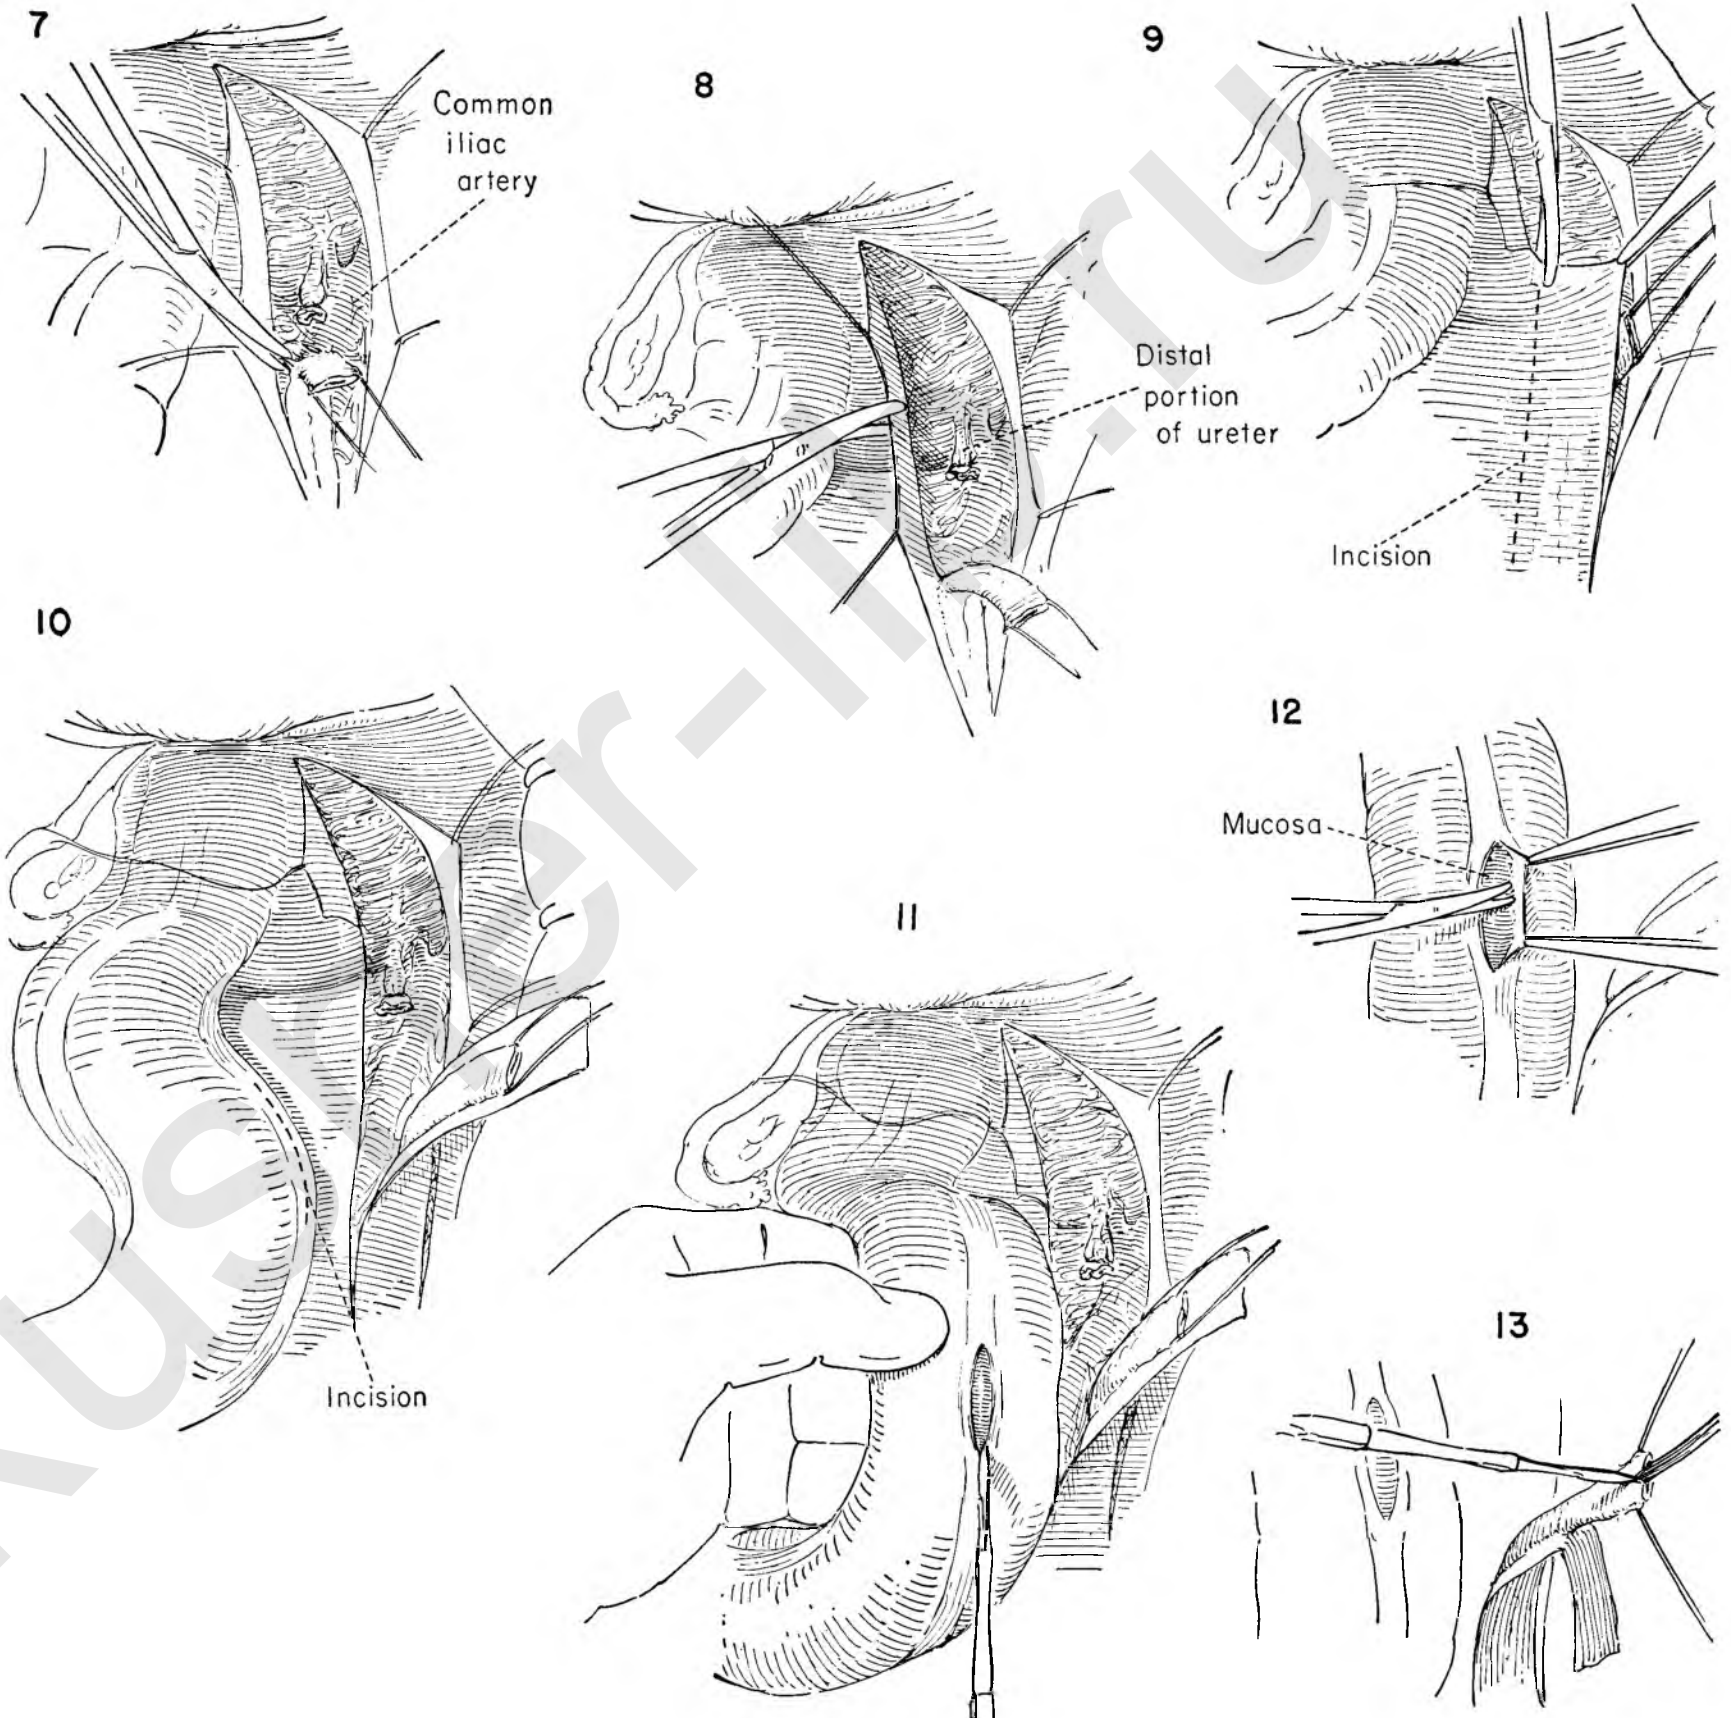 7
Common
iliac
artery
8
Distal
portion
of ureter
9
Incision
10
Incision
11
12
Mucosa
13